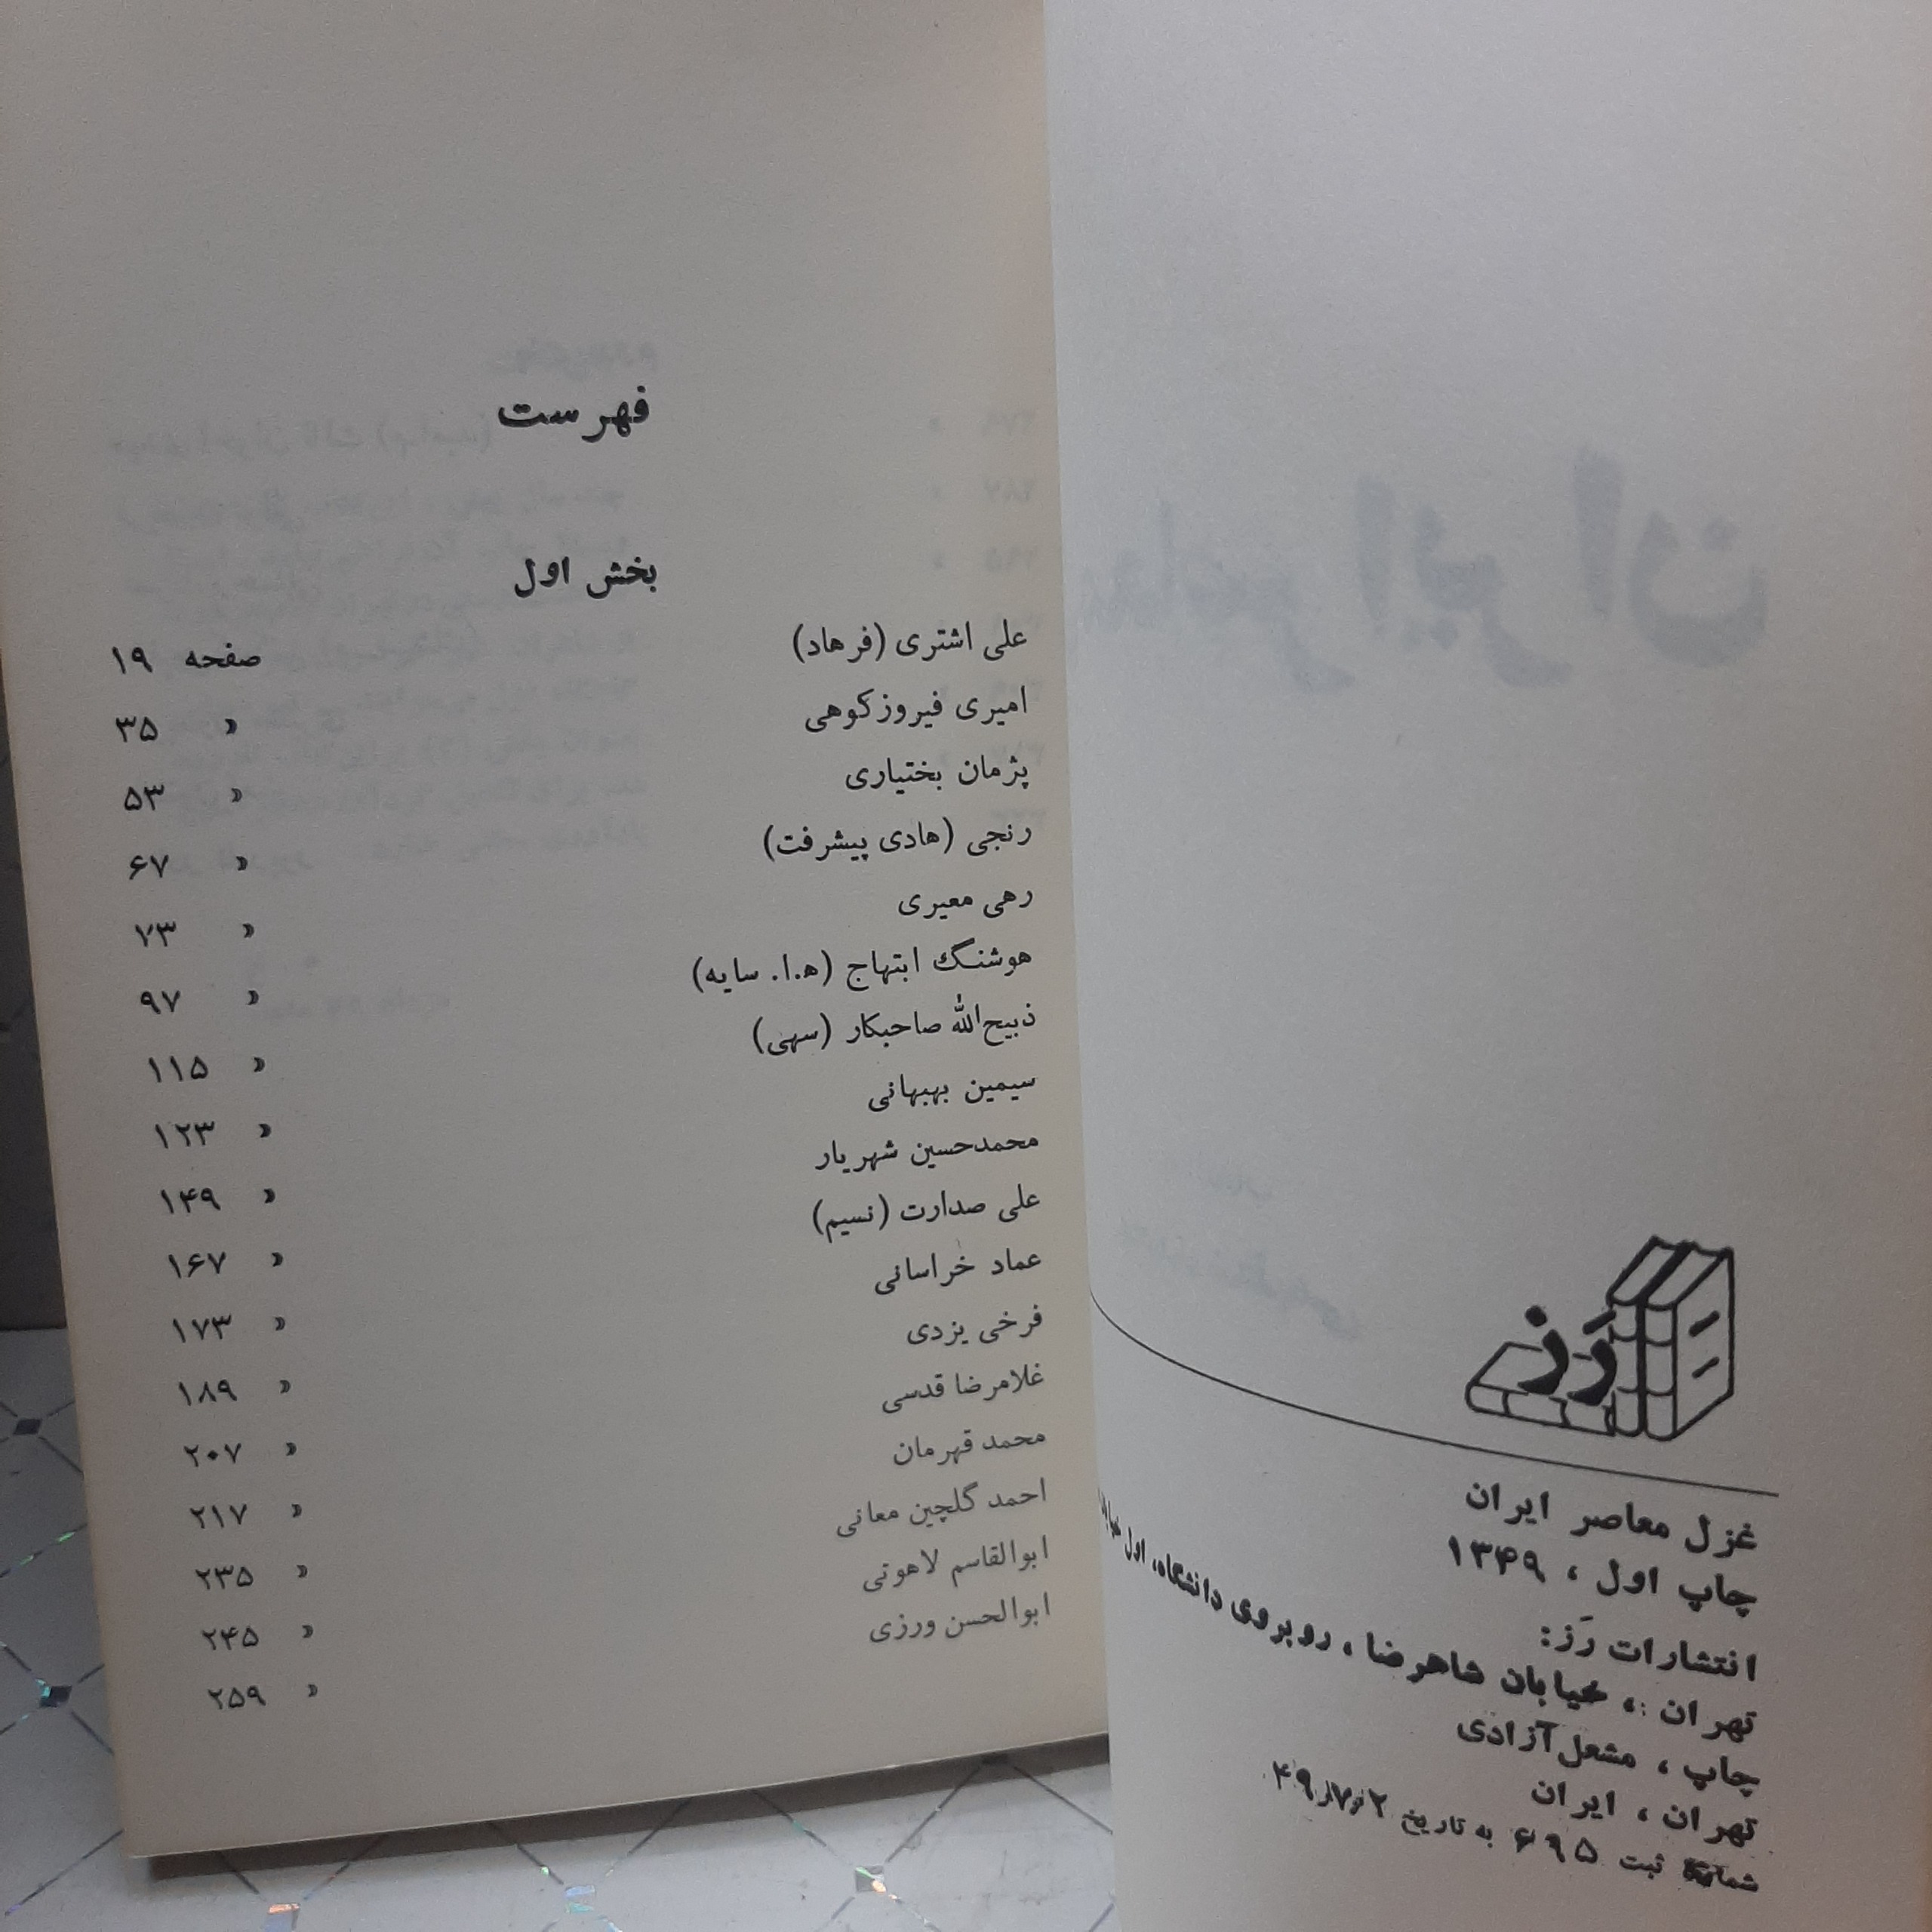 رَز
غزل معاصر ایران
چاپ اول ، ۱۳۴۹
انتشارات رَز:
تهران ، خیابان شاهرضا ، روبروی دانشگاه، اول
چاپ ، مشعل آزادی
تهران ، ایران
شماره ثبت ۶۹۵ به تاریخ ۴۹٫۷٫۲
فهرست
بخش اول
علی اشتری (فرهاد) صفحه ۱۹
امیری فیروزکوهی » ۳۵
پژمان بختیاری » ۵۳
رنجی (هادی پیشرفت) » ۶۷
رهی معیری » ۷۳
هوشنگ ابتهاج (ه.ا. سایه) » ۹۷
ذبیح‌الله صاحبکار (سهی) » ۱۱۵
سیمین بهبهانی » ۱۲۳
محمدحسین شهریار » ۱۴۹
علی صدارت (نسیم) » ۱۶۷
عماد خراسانی » ۱۷۳
فرخی یزدی » ۱۸۹
غلامرضا قدسی » ۲۰۷
محمد قهرمان » ۲۱۷
احمد گلچین معانی » ۲۳۵
ابوالقاسم لاهوتی » ۲۴۵
ابوالحسن ورزی » ۲۵۹